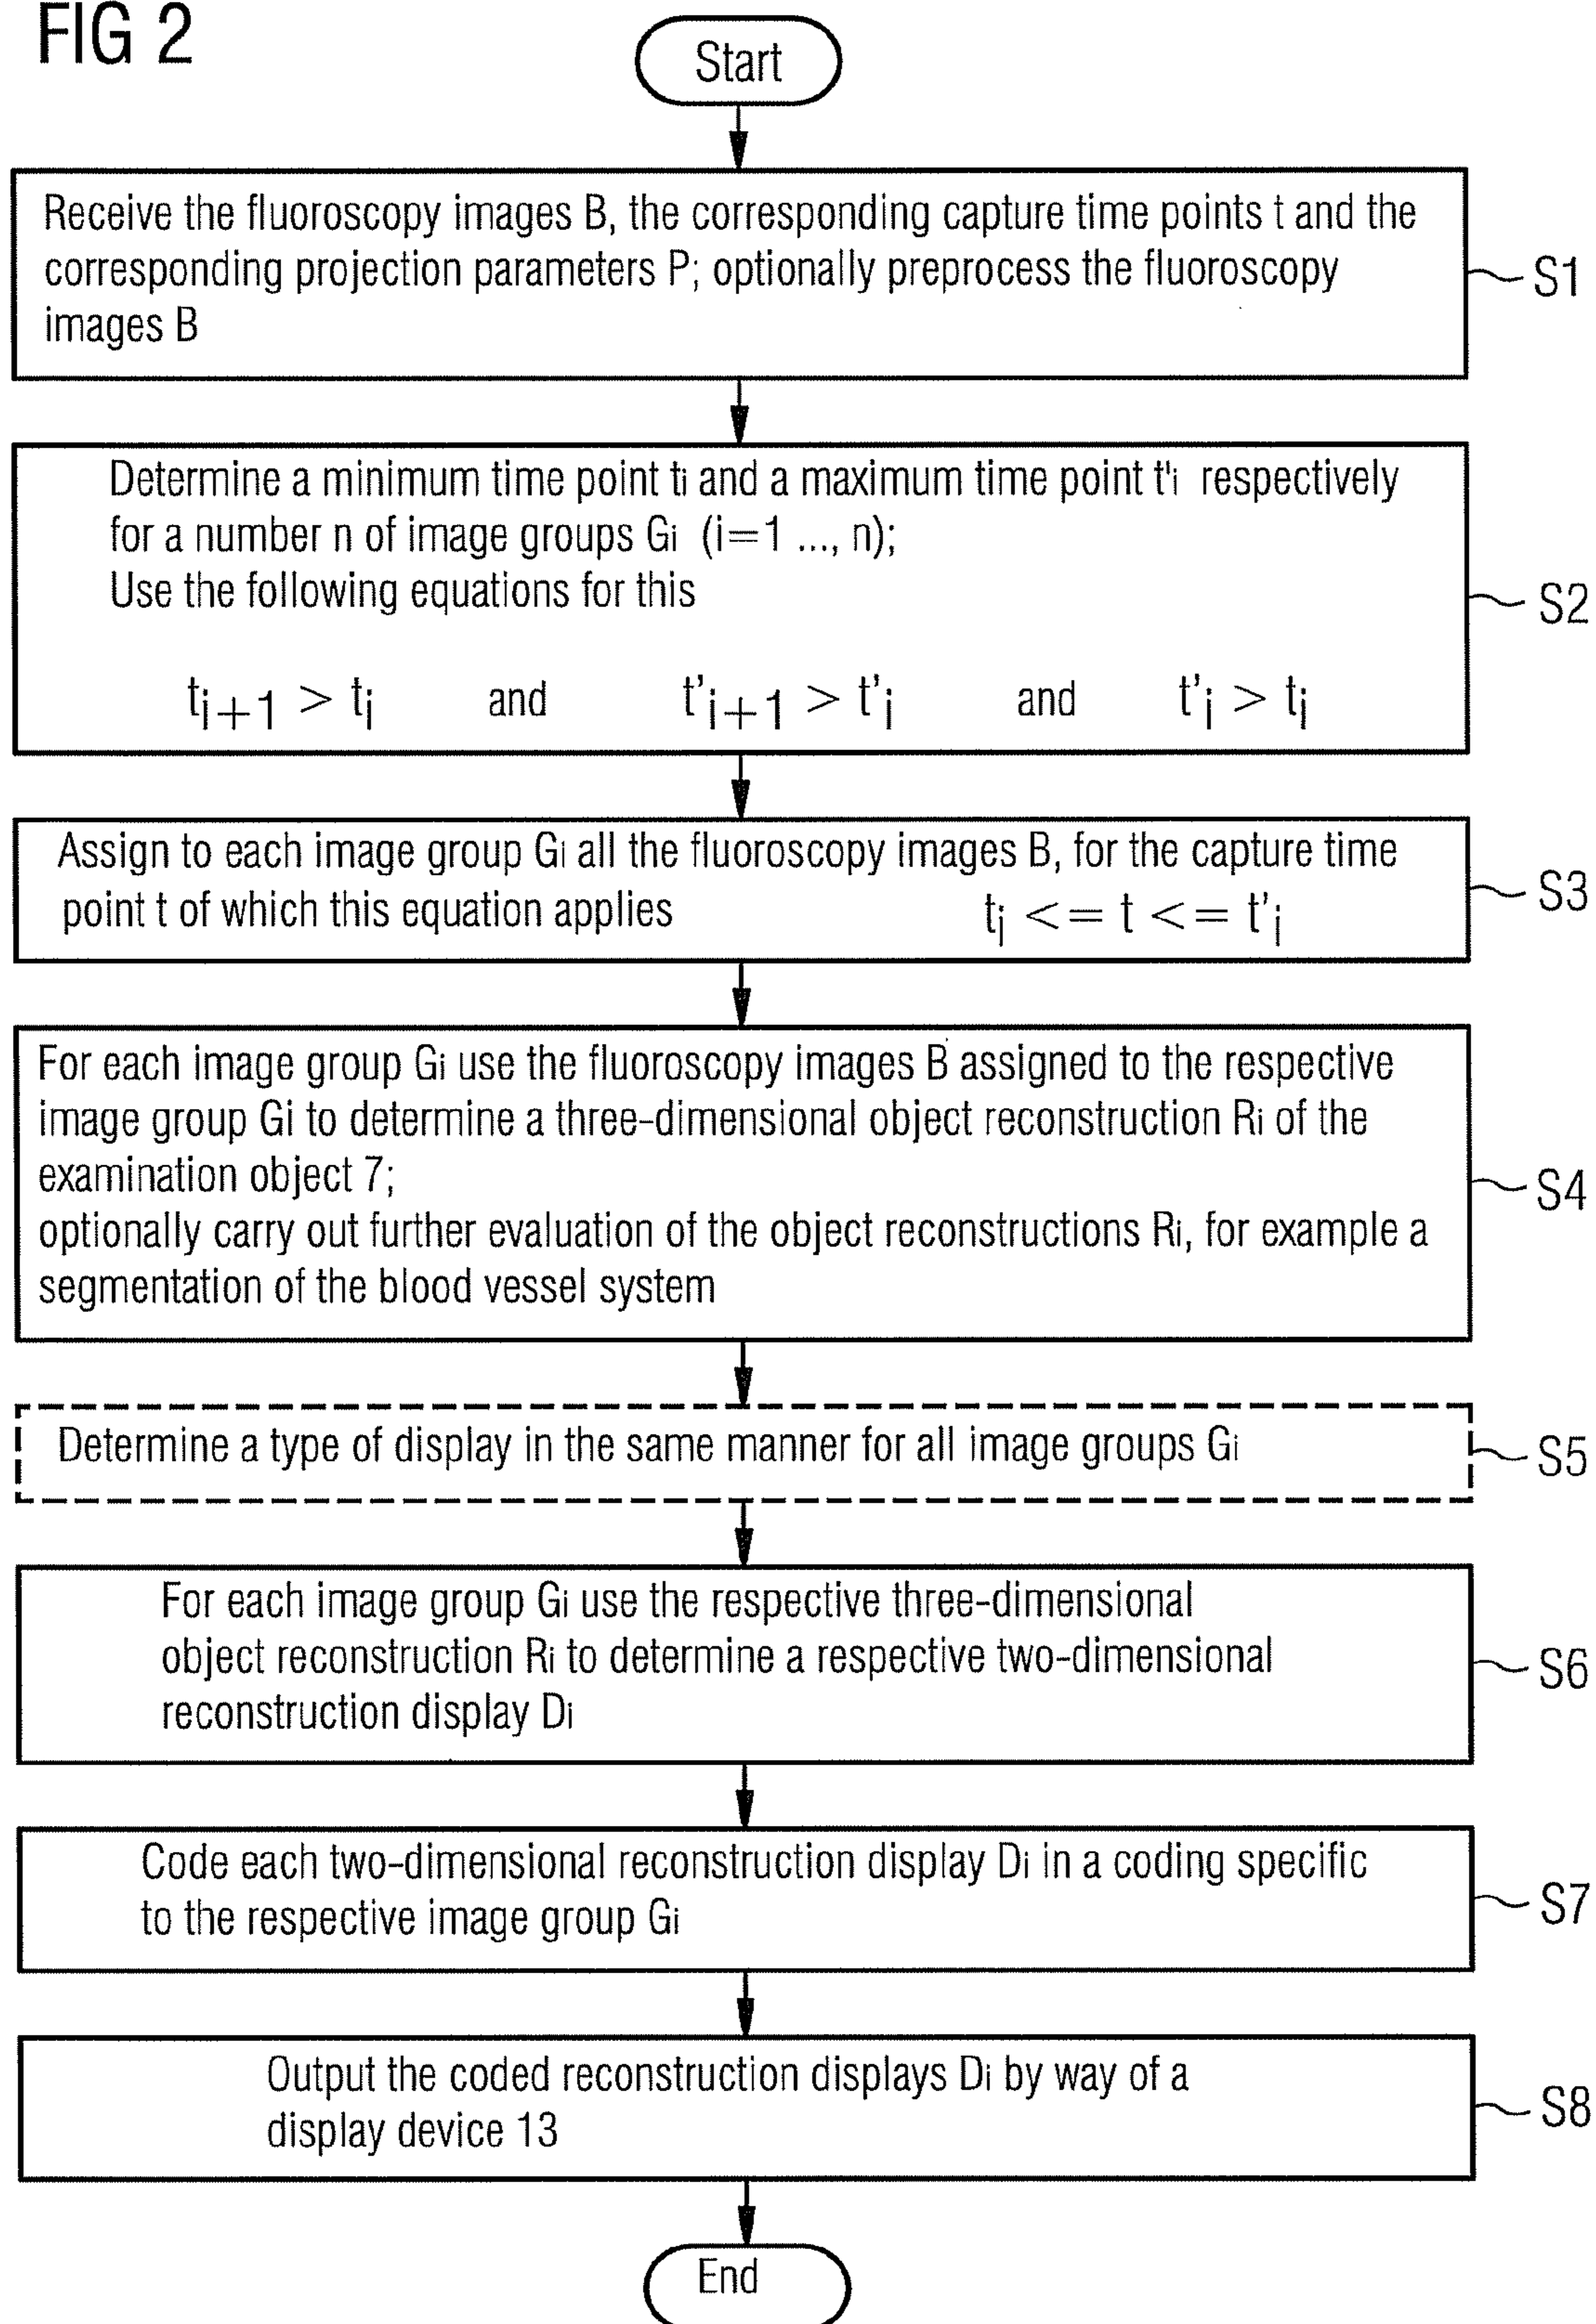 FIG 2
Start
Receive the fluoroscopy images B, the corresponding capture time points t and the
corresponding projection parameters P; optionally preprocess the fluoroscopy
images B
S1
Determine a minimum time point ti and a maximum time point t'i respectively
for a number n of image groups Gi (i=1 ..., n);
Use the following equations for this
ti+1 > ti and t'i+1 > t'i and t'i > ti
S2
Assign to each image group Gi all the fluoroscopy images B, for the capture time
point t of which this equation applies ti <= t <= t'i
S3
For each image group Gi use the fluoroscopy images B assigned to the respective
image group Gi to determine a three-dimensional object reconstruction Ri of the
examination object 7;
optionally carry out further evaluation of the object reconstructions Ri, for example a
segmentation of the blood vessel system
S4
Determine a type of display in the same manner for all image groups Gi
S5
For each image group Gi use the respective three-dimensional
object reconstruction Ri to determine a respective two-dimensional
reconstruction display Di
S6
Code each two-dimensional reconstruction display Di in a coding specific
to the respective image group Gi
S7
Output the coded reconstruction displays Di by way of a
display device 13
S8
End